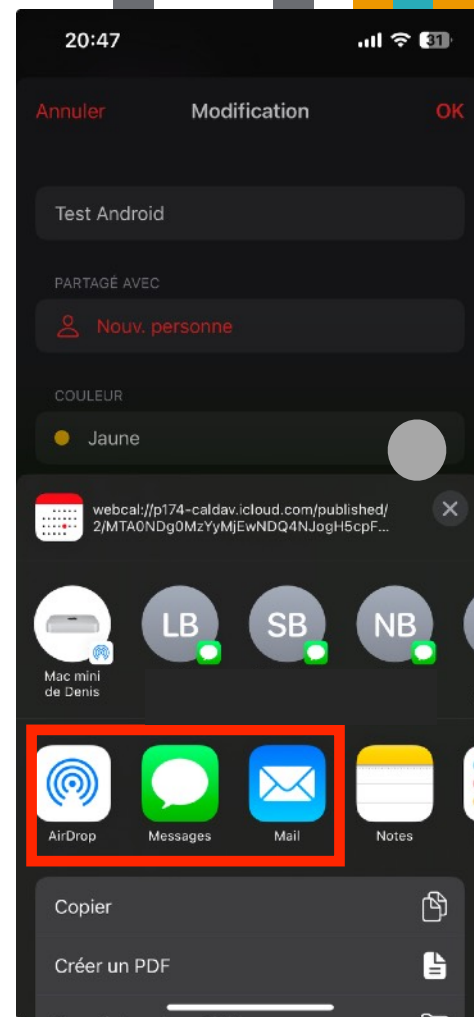 20:47
31
Annuler Modification OK
Test Android
PARTAGÉ AVEC
Nouv. personne
COULEUR
Jaune
webcal://p174-caldav.icloud.com/published/
2/MTA0NDg0MzYyMjEwNDQ4NJogH5cpF...
LB SB NB
Mac mini
de Denis
AirDrop Messages Mail Notes
Copier
Créer un PDF